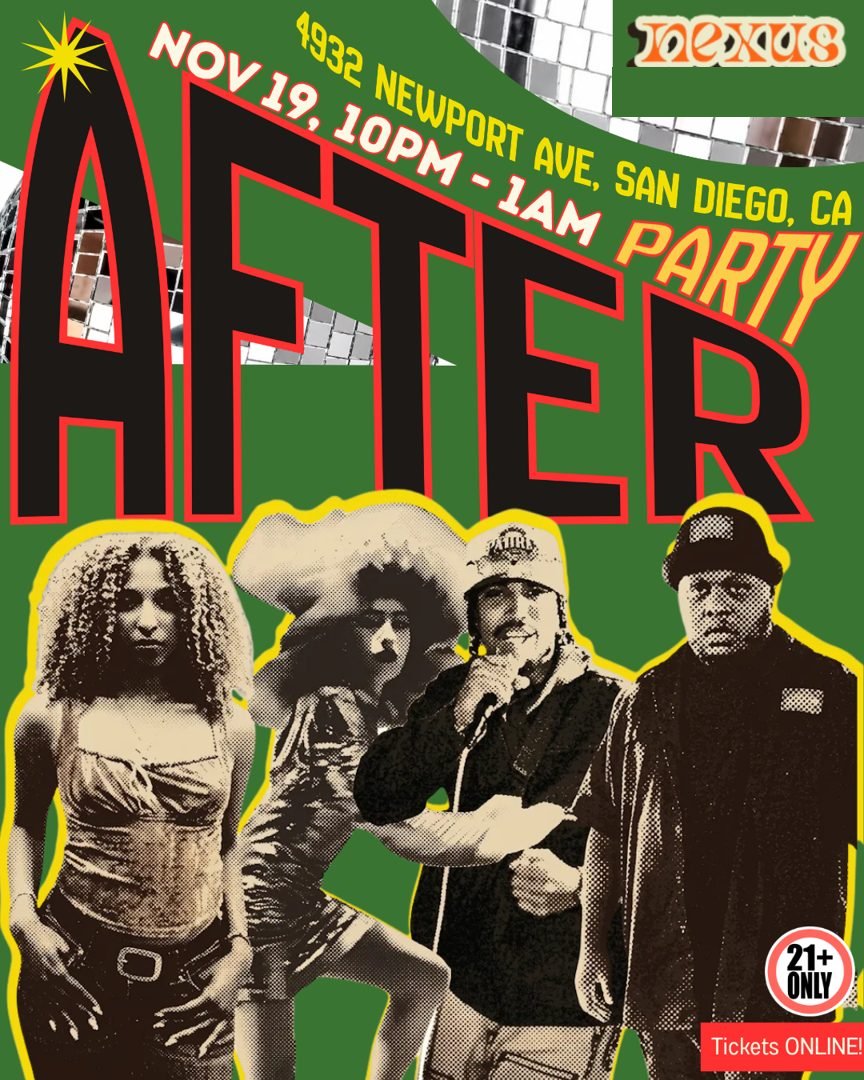 nexus
4932 NEWPORT AVE, SAN DIEGO, CA
NOV 19, 10PM - 1AM
AFTER
PARTY
21+
ONLY
Tickets ONLINE!